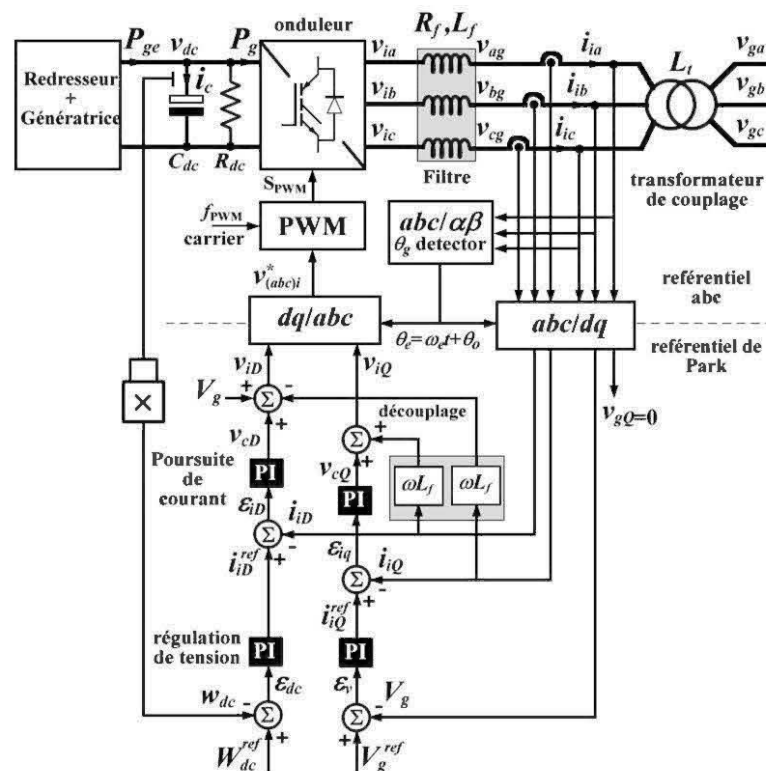 onduleur
R_f, L_f
P_ge
v_dc
P_g
v_ia
v_ag
i_ia
v_ga
Redresseur
+
Génératrice
i_c
v_ib
v_bg
i_ib
L_t
v_gb
v_ic
v_cg
i_ic
v_gc
C_dc
R_dc
Filtre
S_PWM
transformateur
de couplage
f_PWM
carrier
PWM
abc/αβ
θ_g detector
v*_(abc)i
référentiel
abc
dq/abc
abc/dq
θ_e=ω_e t+θ_o
référentiel de
Park
v_iD
v_iQ
×
V_g
+
-
Σ
v_gQ=0
découplage
+
v_cD
+
Σ
+
Poursuite
de
courant
PI
v_cQ
ωL_f
ωL_f
PI
ε_iD
i_iD
Σ
-
ε_iq
i_iD^ref
+
i_iQ
Σ
-
+
i_iQ^ref
régulation
de tension
PI
PI
ε_dc
ε_v
V_g
w_dc
-
Σ
-
Σ
+
+
W_dc^ref
V_g^ref